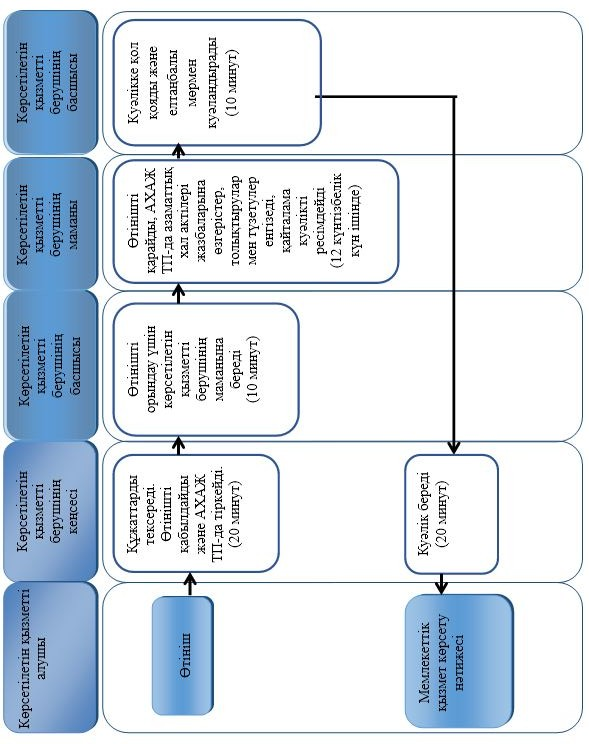 Көрсетілетін қызметті
алушы
Көрсетілетін
қызметті
берушінің
кеңсесі
Көрсетілетін
қызметті
берушінің
басшысы
Көрсетілетін
қызметті
берушінің
маманы
Көрсетілетін
қызметті
берушінің
басшысы
Өтініш
Құжаттарды
тексереді.
Өтінішті
қабылдайды
және АХАЖ
ТП-да тіркейді.
(20 минут)
Өтінішті
орындау үшін
көрсетілетін
қызметті
берушінің
маманына
береді
(10 минут)
Өтінішті
қарайды, АХАЖ
ТП-да азаматтық
хал актілері
жазбаларына
өзгерістер,
толықтырулар
мен түзетулер
енгізеді,
қайталама
куәлікті
ресімдейді
(12 күнтізбелік
күн ішінде)
Куәлікке қол
қояды және
елтаңбалы
мөрмен
куәландырады
(10 минут)
Куәлік береді
(20 минут)
Мемлекеттік
қызмет көрсету
нәтижесі